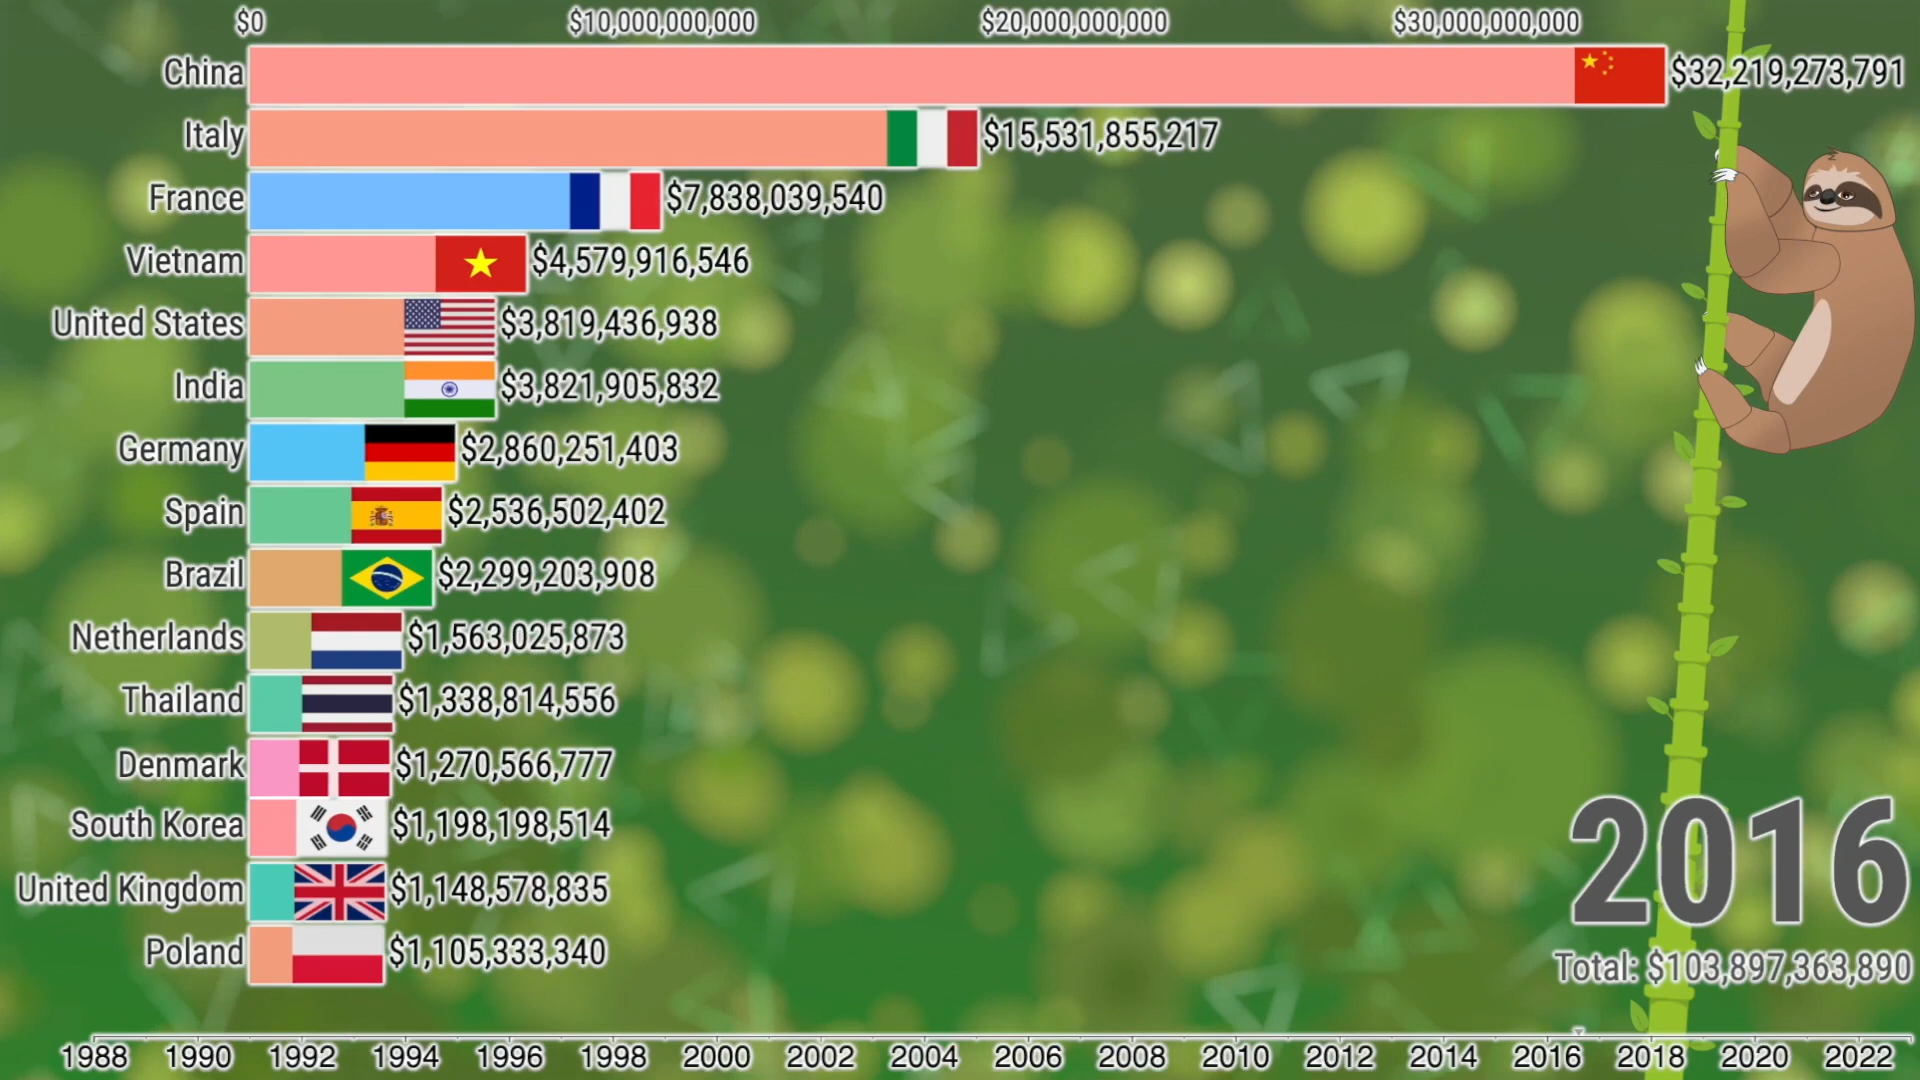 $0 $10,000,000,000 $20,000,000,000 $30,000,000,000
China $32,219,273,791
Italy $15,531,855,217
France $7,838,039,540
Vietnam $4,579,916,546
United States $3,819,436,938
India $3,821,905,832
Germany $2,860,251,403
Spain $2,536,502,402
Brazil $2,299,203,908
Netherlands $1,563,025,873
Thailand $1,338,814,556
Denmark $1,270,566,777
South Korea $1,198,198,514
United Kingdom $1,148,578,835
Poland $1,105,333,340
2016
Total: $103,897,363,890
1988 1990 1992 1994 1996 1998 2000 2002 2004 2006 2008 2010 2012 2014 2016 2018 2020 2022